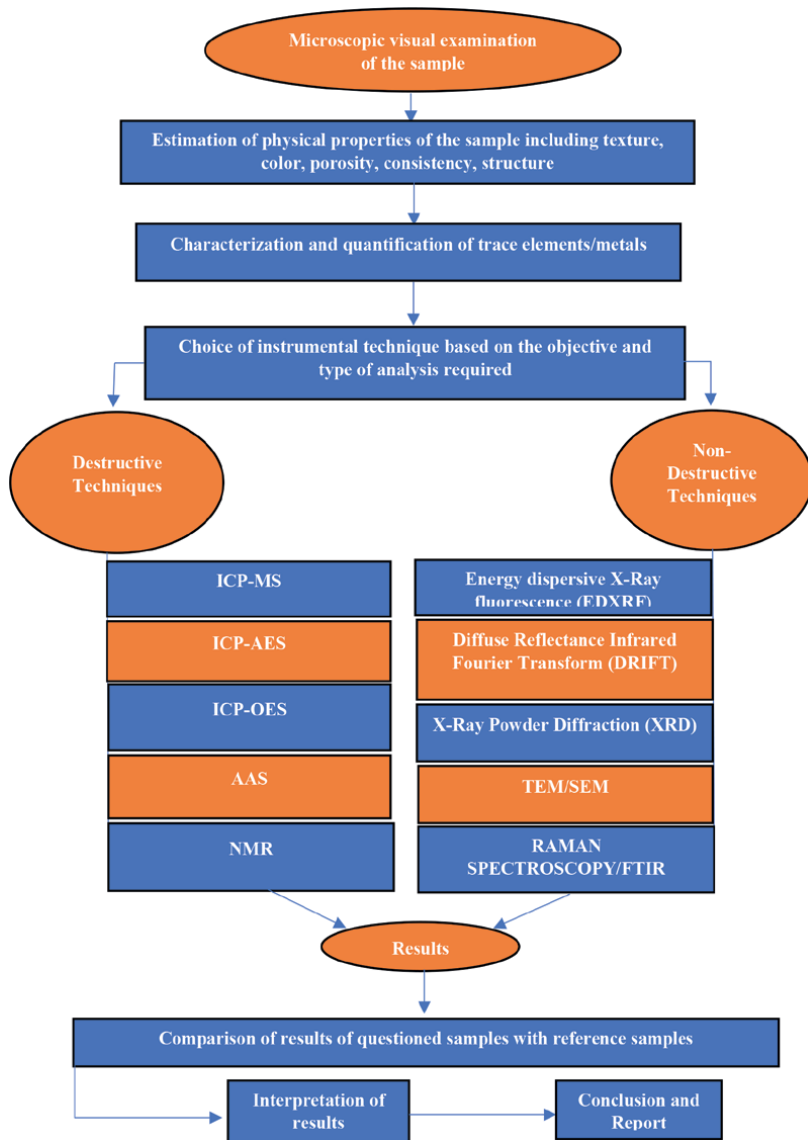 Microscopic visual examination
of the sample
Estimation of physical properties of the sample including texture,
color, porosity, consistency, structure
Characterization and quantification of trace elements/metals
Choice of instrumental technique based on the objective and
type of analysis required
Destructive
Techniques
Non-
Destructive
Techniques
ICP-MS
ICP-AES
ICP-OES
AAS
NMR
Energy dispersive X-Ray
fluorescence (EDXRF)
Diffuse Reflectance Infrared
Fourier Transform (DRIFT)
X-Ray Powder Diffraction (XRD)
TEM/SEM
RAMAN
SPECTROSCOPY/FTIR
Results
Comparison of results of questioned samples with reference samples
Interpretation of
results
Conclusion and
Report